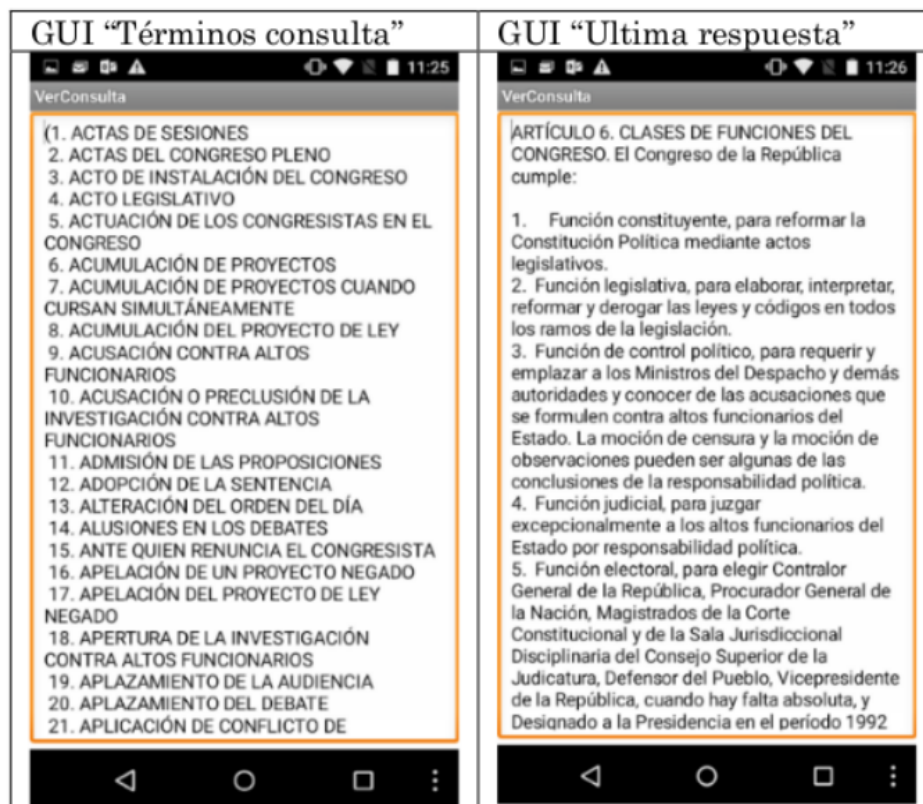 GUI “Términos consulta”
11:25
VerConsulta
(1. ACTAS DE SESIONES
2. ACTAS DEL CONGRESO PLENO
3. ACTO DE INSTALACIÓN DEL CONGRESO
4. ACTO LEGISLATIVO
5. ACTUACIÓN DE LOS CONGRESISTAS EN EL
CONGRESO
6. ACUMULACIÓN DE PROYECTOS
7. ACUMULACIÓN DE PROYECTOS CUANDO
CURSAN SIMULTÁNEAMENTE
8. ACUMULACIÓN DEL PROYECTO DE LEY
9. ACUSACIÓN CONTRA ALTOS
FUNCIONARIOS
10. ACUSACIÓN O PRECLUSIÓN DE LA
INVESTIGACIÓN CONTRA ALTOS
FUNCIONARIOS
11. ADMISIÓN DE LAS PROPOSICIONES
12. ADOPCIÓN DE LA SENTENCIA
13. ALTERACIÓN DEL ORDEN DEL DÍA
14. ALUSIONES EN LOS DEBATES
15. ANTE QUIEN RENUNCIA EL CONGRESISTA
16. APELACIÓN DE UN PROYECTO NEGADO
17. APELACIÓN DEL PROYECTO DE LEY
NEGADO
18. APERTURA DE LA INVESTIGACIÓN
CONTRA ALTOS FUNCIONARIOS
19. APLAZAMIENTO DE LA AUDIENCIA
20. APLAZAMIENTO DEL DEBATE
21. APLICACIÓN DE CONFLICTO DE
GUI “Ultima respuesta”
11:26
VerConsulta
ARTÍCULO 6. CLASES DE FUNCIONES DEL
CONGRESO. El Congreso de la República
cumple:
1. Función constituyente, para reformar la
Constitución Política mediante actos
legislativos.
2. Función legislativa, para elaborar, interpretar,
reformar y derogar las leyes y códigos en todos
los ramos de la legislación.
3. Función de control político, para requerir y
emplazar a los Ministros del Despacho y demás
autoridades y conocer de las acusaciones que
se formulen contra altos funcionarios del
Estado. La moción de censura y la moción de
observaciones pueden ser algunas de las
conclusiones de la responsabilidad política.
4. Función judicial, para juzgar
excepcionalmente a los altos funcionarios del
Estado por responsabilidad política.
5. Función electoral, para elegir Contralor
General de la República, Procurador General de
la Nación, Magistrados de la Corte
Constitucional y de la Sala Jurisdiccional
Disciplinaria del Consejo Superior de la
Judicatura, Defensor del Pueblo, Vicepresidente
de la República, cuando hay falta absoluta, y
Designado a la Presidencia en el período 1992